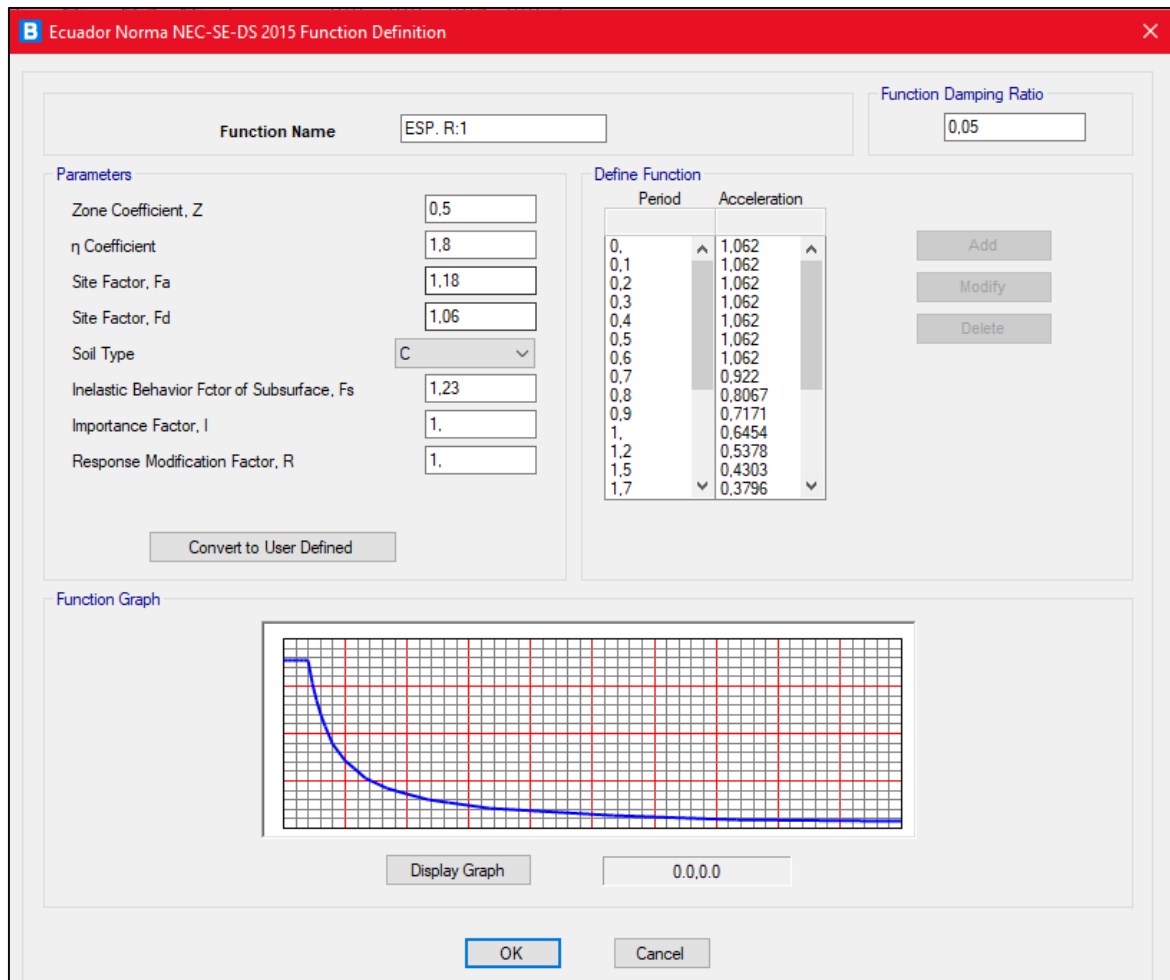 B Ecuador Norma NEC-SE-DS 2015 Function Definition
Function Name ESP. R:1
Function Damping Ratio
0,05
Parameters
Zone Coefficient, Z 0,5
η Coefficient 1,8
Site Factor, Fa 1,18
Site Factor, Fd 1,06
Soil Type C
Inelastic Behavior Fctor of Subsurface, Fs 1,23
Importance Factor, I 1,
Response Modification Factor, R 1,
Convert to User Defined
Define Function
Period Acceleration
0, 1,062
0,1 1,062
0,2 1,062
0,3 1,062
0,4 1,062
0,5 1,062
0,6 1,062
0,7 0,922
0,8 0,8067
0,9 0,7171
1, 0,6454
1,2 0,5378
1,5 0,4303
1,7 0,3796
Add
Modify
Delete
Function Graph
Display Graph 0.0,0.0
OK Cancel